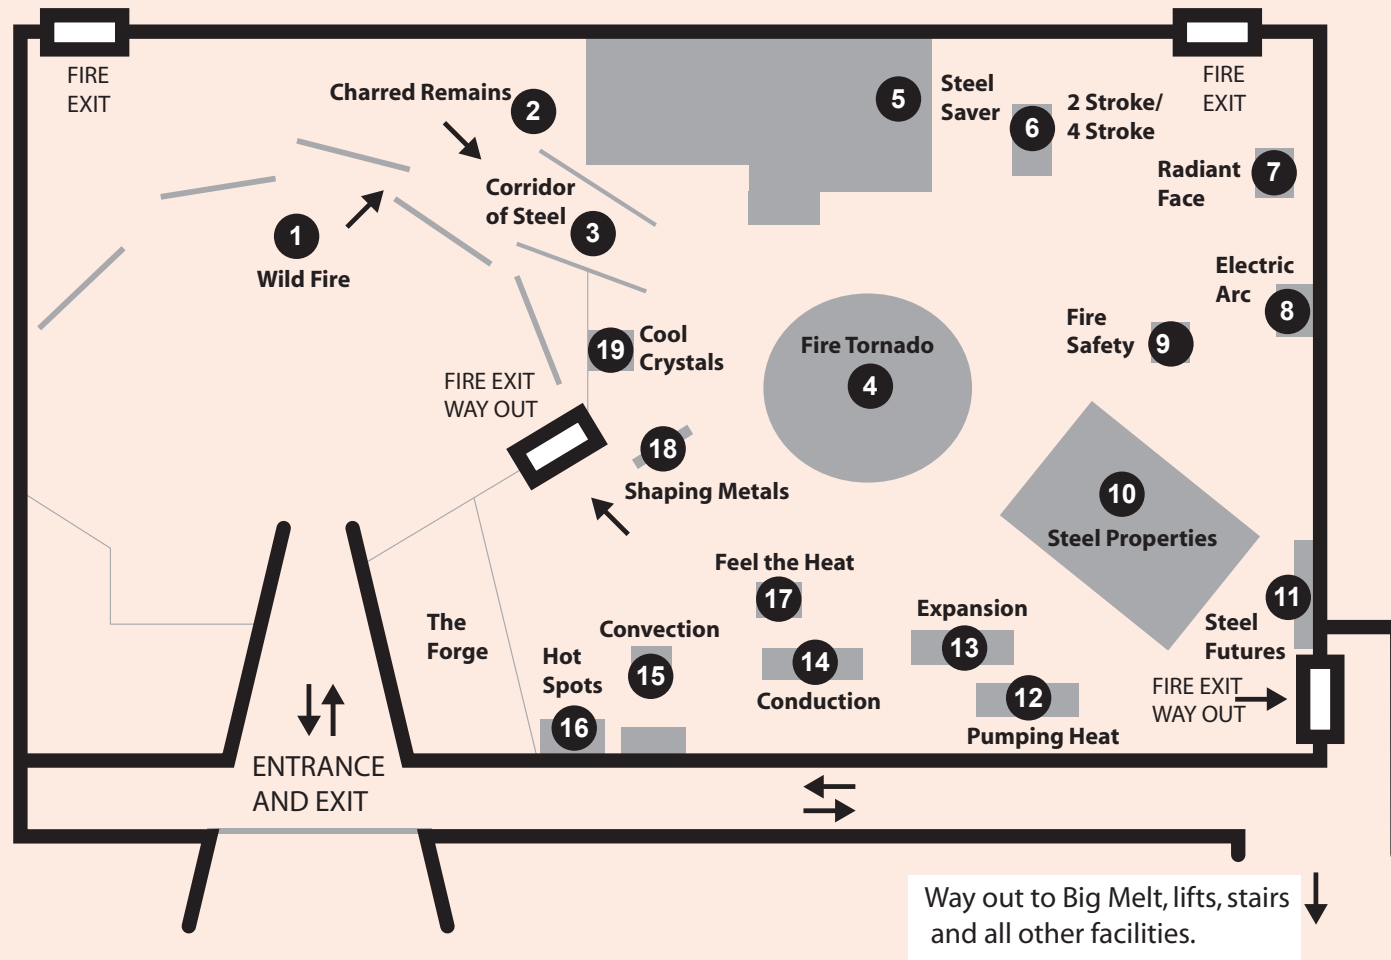 FIRE
EXIT
FIRE
EXIT
Charred Remains
2
5
Steel
Saver
6
2 Stroke/
4 Stroke
Radiant
Face
7
Corridor
of Steel
3
1
Wild Fire
Electric
Arc
8
Fire
Safety
9
19
Cool
Crystals
Fire Tornado
4
FIRE EXIT
WAY OUT
18
Shaping Metals
10
Steel Properties
Feel the Heat
17
11
Steel
Futures
Expansion
13
The
Forge
Convection
15
Hot
Spots
16
14
Conduction
12
Pumping Heat
FIRE EXIT
WAY OUT
ENTRANCE
AND EXIT
Way out to Big Melt, lifts, stairs
and all other facilities.